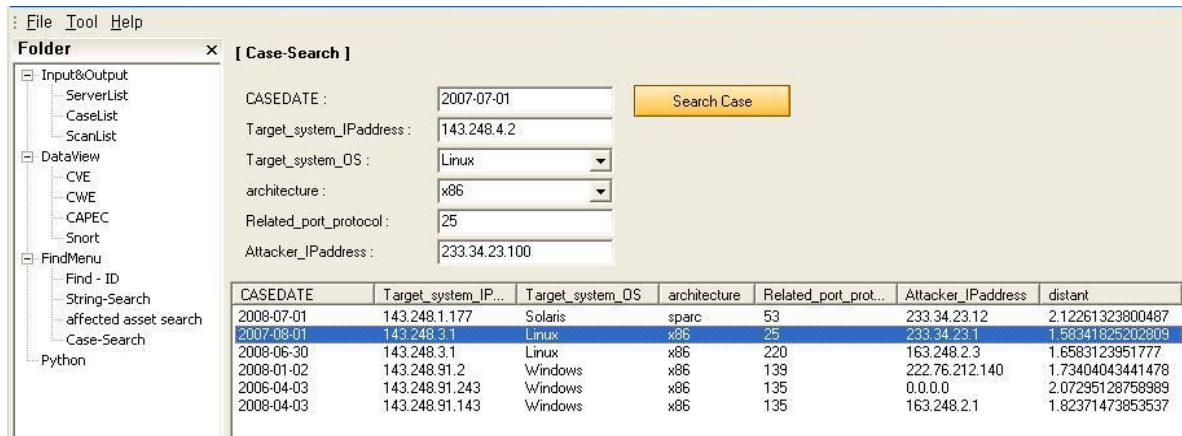 File Tool Help
Folder x
Input&Output
ServerList
CaseList
ScanList
DataView
CVE
CWE
CAPEC
Snort
FindMenu
Find - ID
String-Search
affected asset search
Case-Search
Python
[ Case-Search ]
CASEDATE : 2007-07-01 Search Case
Target_system_IPaddress : 143.248.4.2
Target_system_OS : Linux
architecture : x86
Related_port_protocol : 25
Attacker_IPaddress : 233.34.23.100
CASEDATE Target_system_IP... Target_system_OS architecture Related_port_prot... Attacker_IPaddress distant
2008-07-01 143.248.1.177 Solaris sparc 53 233.34.23.12 2.12261323800487
2007-08-01 143.248.3.1 Linux x86 25 233.34.23.1 1.58341825202809
2008-06-30 143.248.3.1 Linux x86 220 163.248.2.3 1.6583123951777
2008-01-02 143.248.91.2 Windows x86 139 222.76.212.140 1.73404043441478
2006-04-03 143.248.91.243 Windows x86 135 0.0.0.0 2.07295128758989
2008-04-03 143.248.91.143 Windows x86 135 163.248.2.1 1.82371473853537